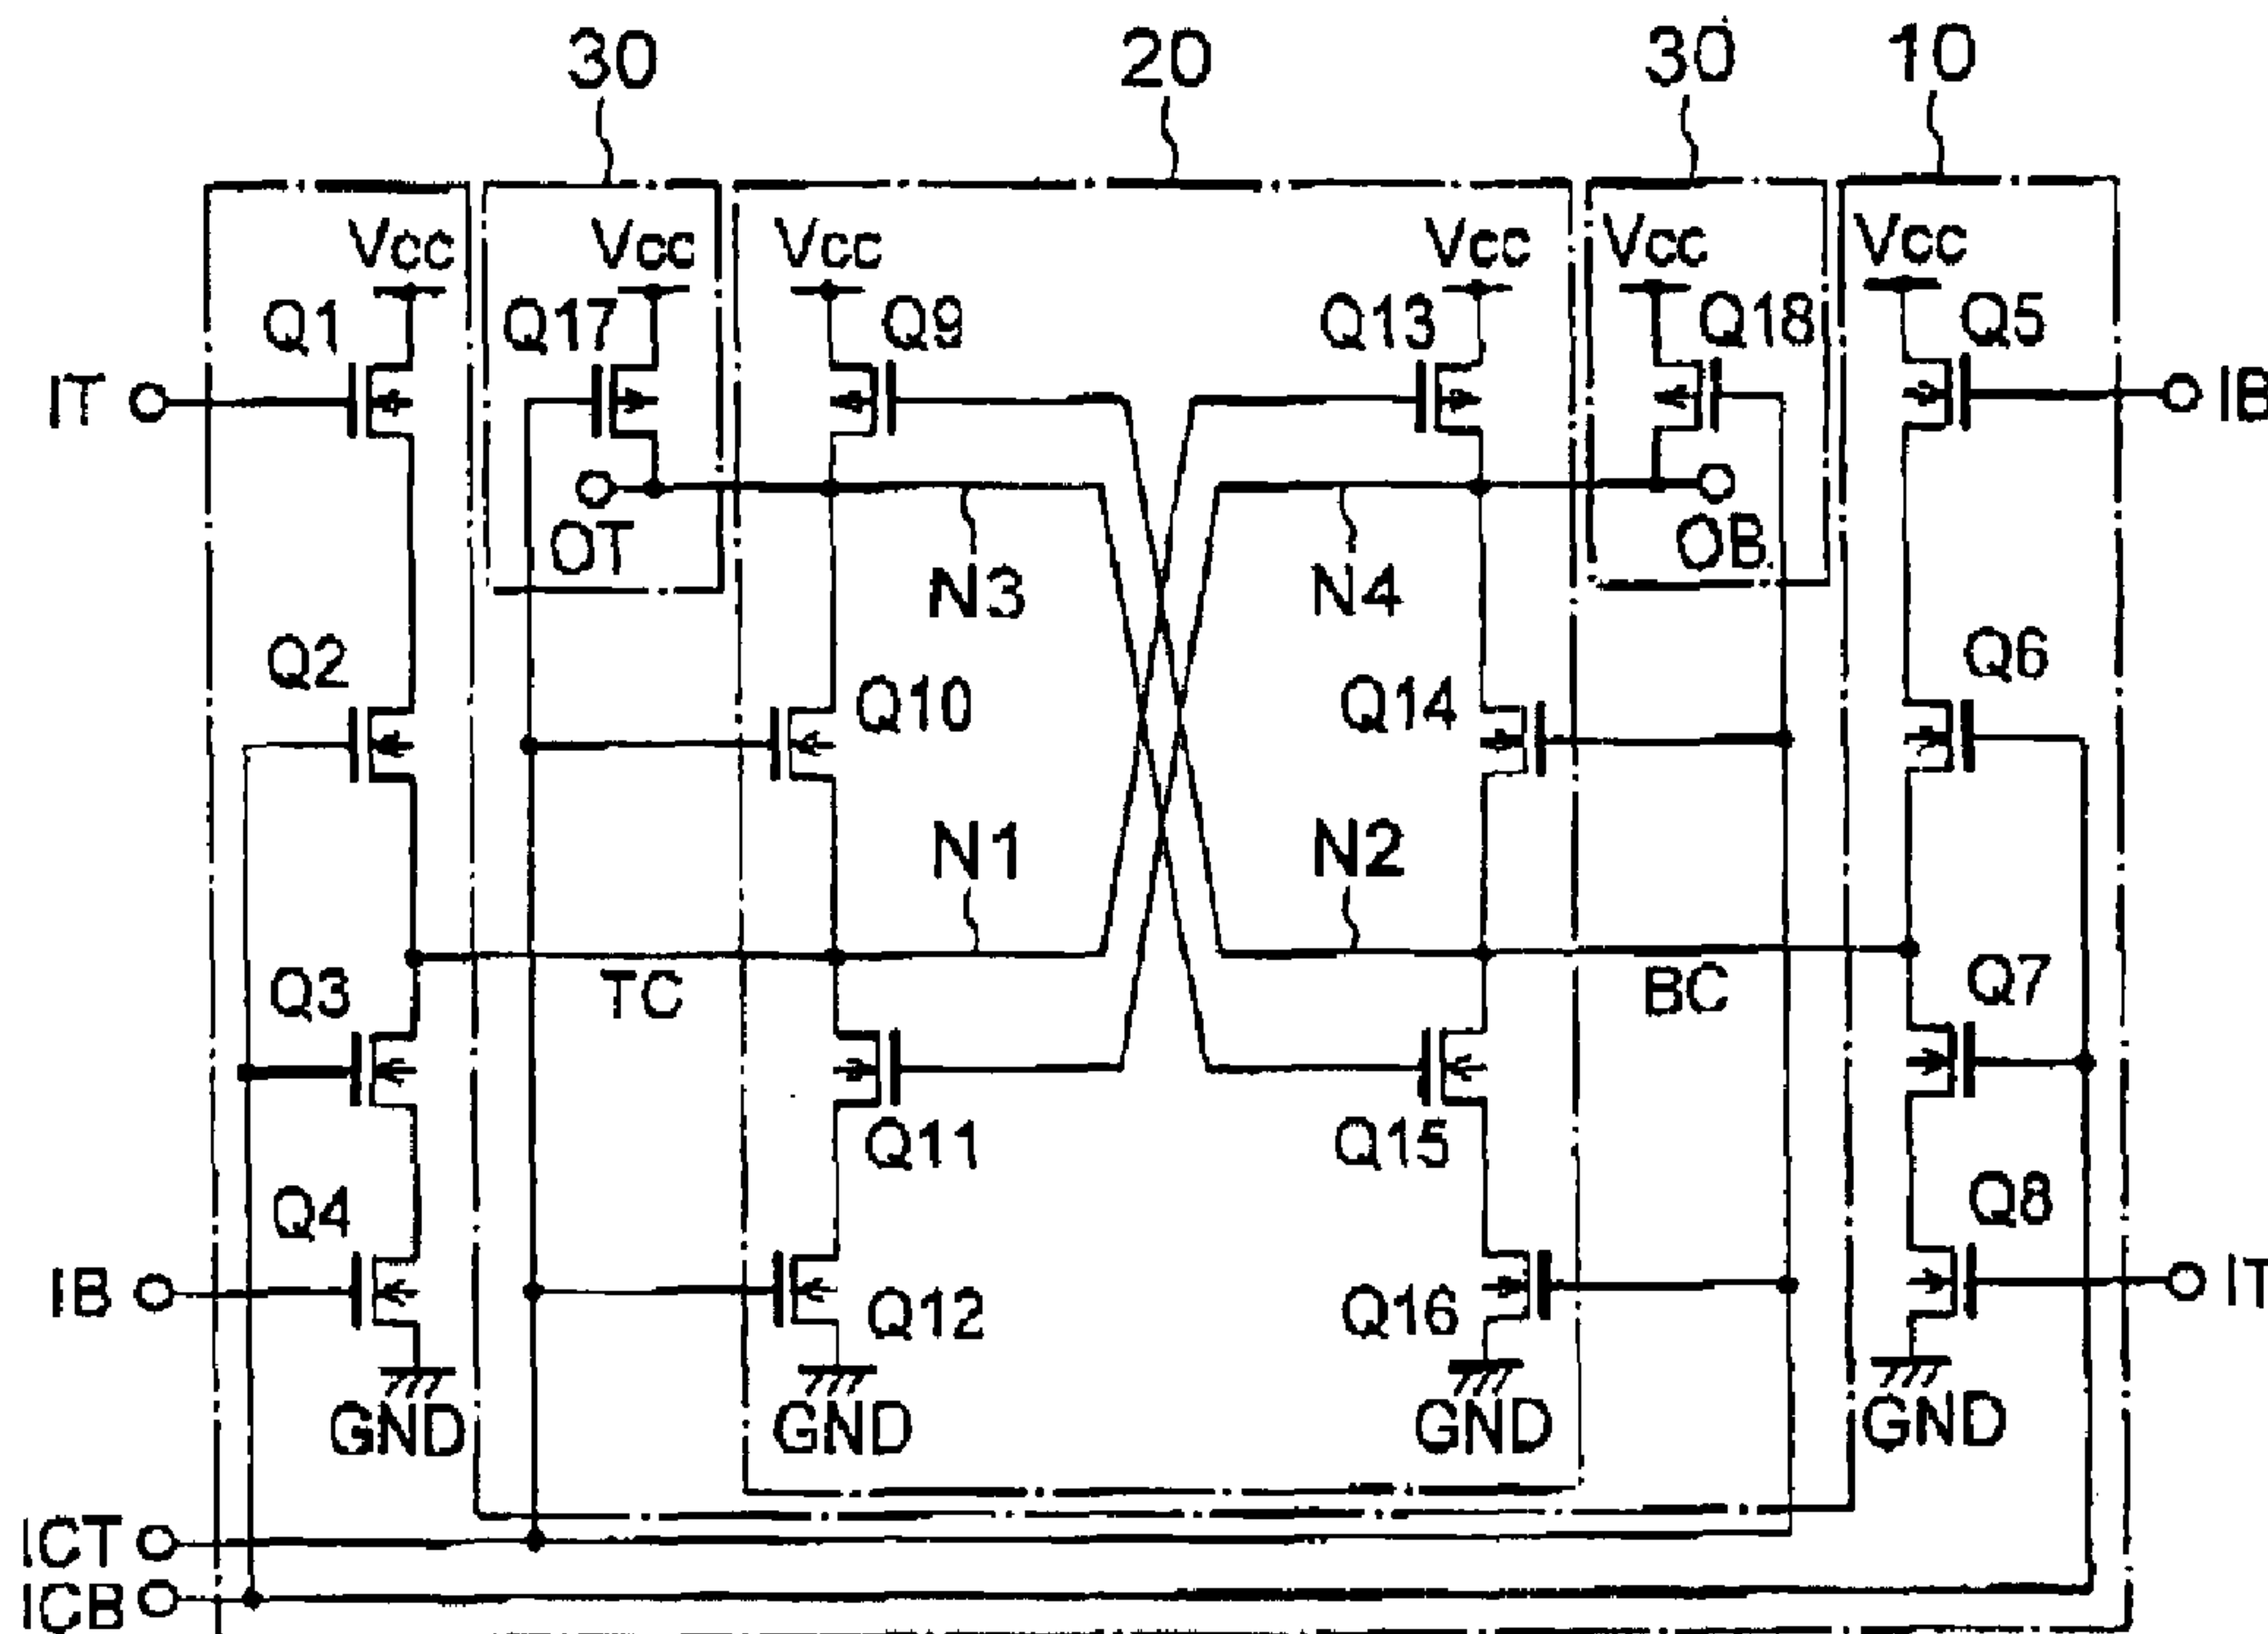 30 20 30 10
Vcc Vcc Vcc Vcc Vcc Vcc
Q1 Q17 Q9 Q13 Q18 Q5
IT IB
OT OB
N3 N4
Q2 Q10 Q14 Q6
N1 N2
Q3 TC BC Q7
Q11 Q15
Q4 Q8
IB Q12 Q16 IT
GND GND GND GND
ICT
ICB